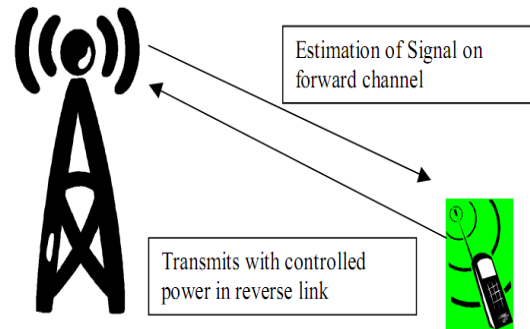 Estimation of Signal on
forward channel
Transmits with controlled
power in reverse link